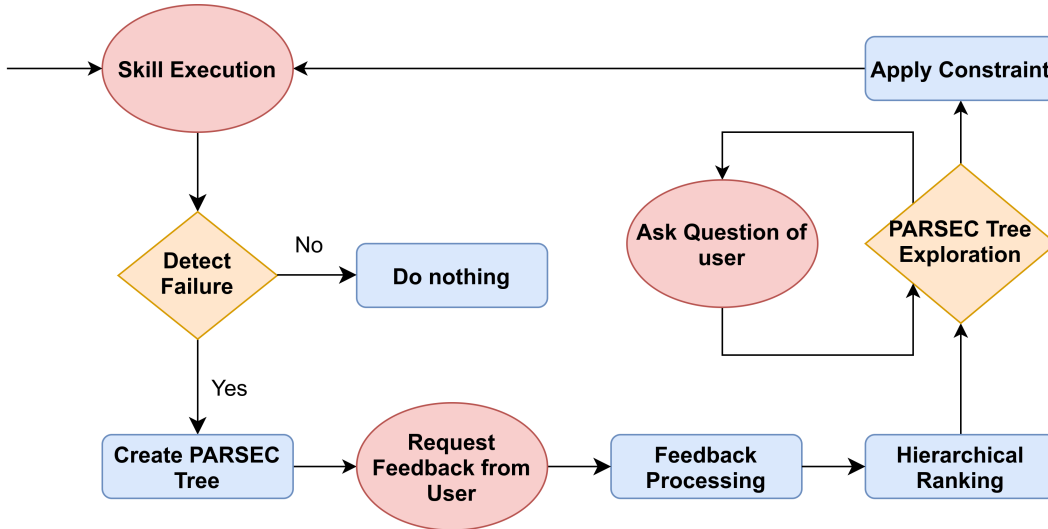 Skill Execution
Apply Constraint
Ask Question of
user
PARSEC Tree
Exploration
Detect
Failure
No
Do nothing
Yes
Create PARSEC
Tree
Request
Feedback from
User
Feedback
Processing
Hierarchical
Ranking